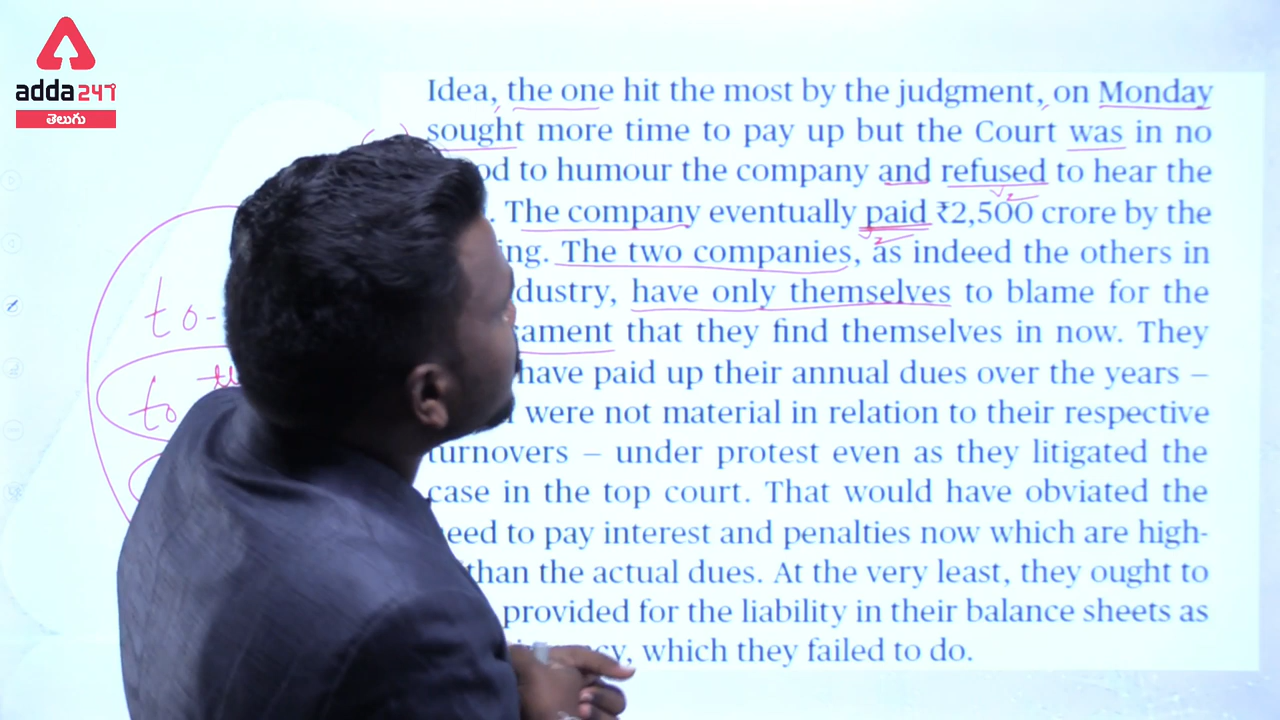 adda247
తెలుగు
Idea, the one hit the most by the judgment, on Monday
sought more time to pay up but the Court was in no
to humour the company and refused to hear the
The company eventually paid ₹2,500 crore by the
The two companies, as indeed the others in
have only themselves to blame for the
that they find themselves in now. They
have paid up their annual dues over the years –
were not material in relation to their respective
turnovers – under protest even as they litigated the
case in the top court. That would have obviated the
need to pay interest and penalties now which are high-
than the actual dues. At the very least, they ought to
provided for the liability in their balance sheets as
which they failed to do.
to-
to